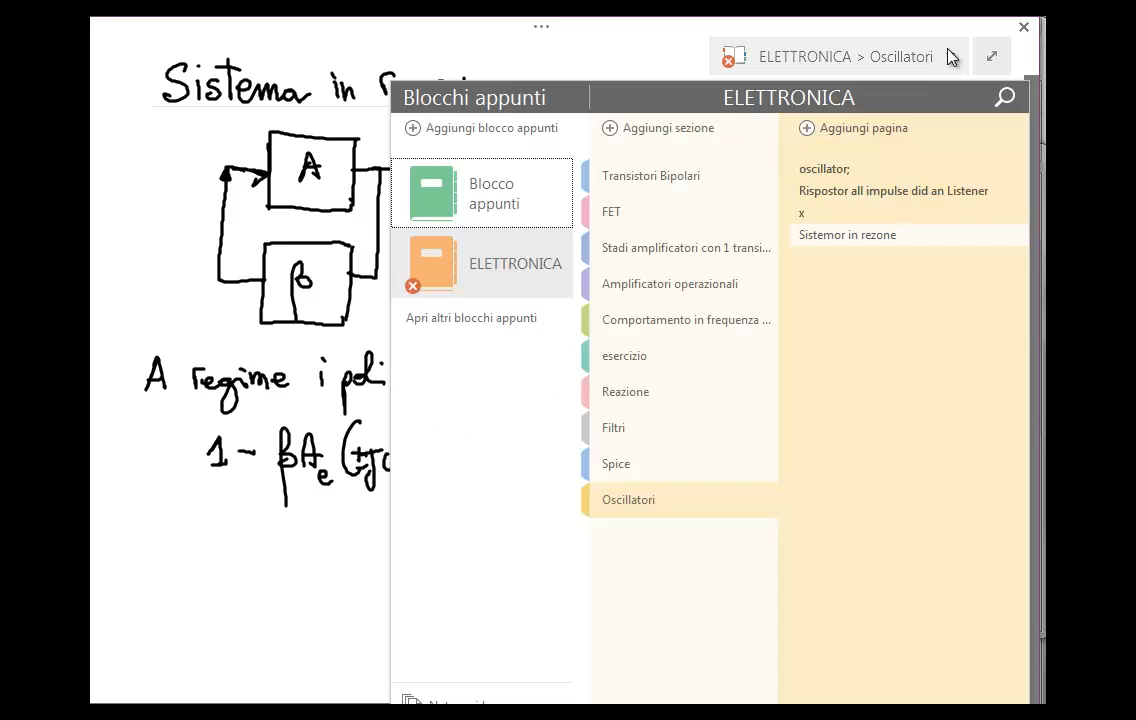 ELETTRONICA > Oscillatori
Sistema in
Blocchi appunti
ELETTRONICA
Aggiungi blocco appunti
Aggiungi sezione
Aggiungi pagina
A
β
Blocco
appunti
ELETTRONICA
Apri altri blocchi appunti
Transistori Bipolari
FET
Stadi amplificatori con 1 transi...
Amplificatori operazionali
Comportamento in frequenza ...
esercizio
Reazione
Filtri
Spice
Oscillatori
oscillator;
Rispostor all impulse did an Listener
x
Sistemor in rezone
A regime i poli
1 - βAe (±j